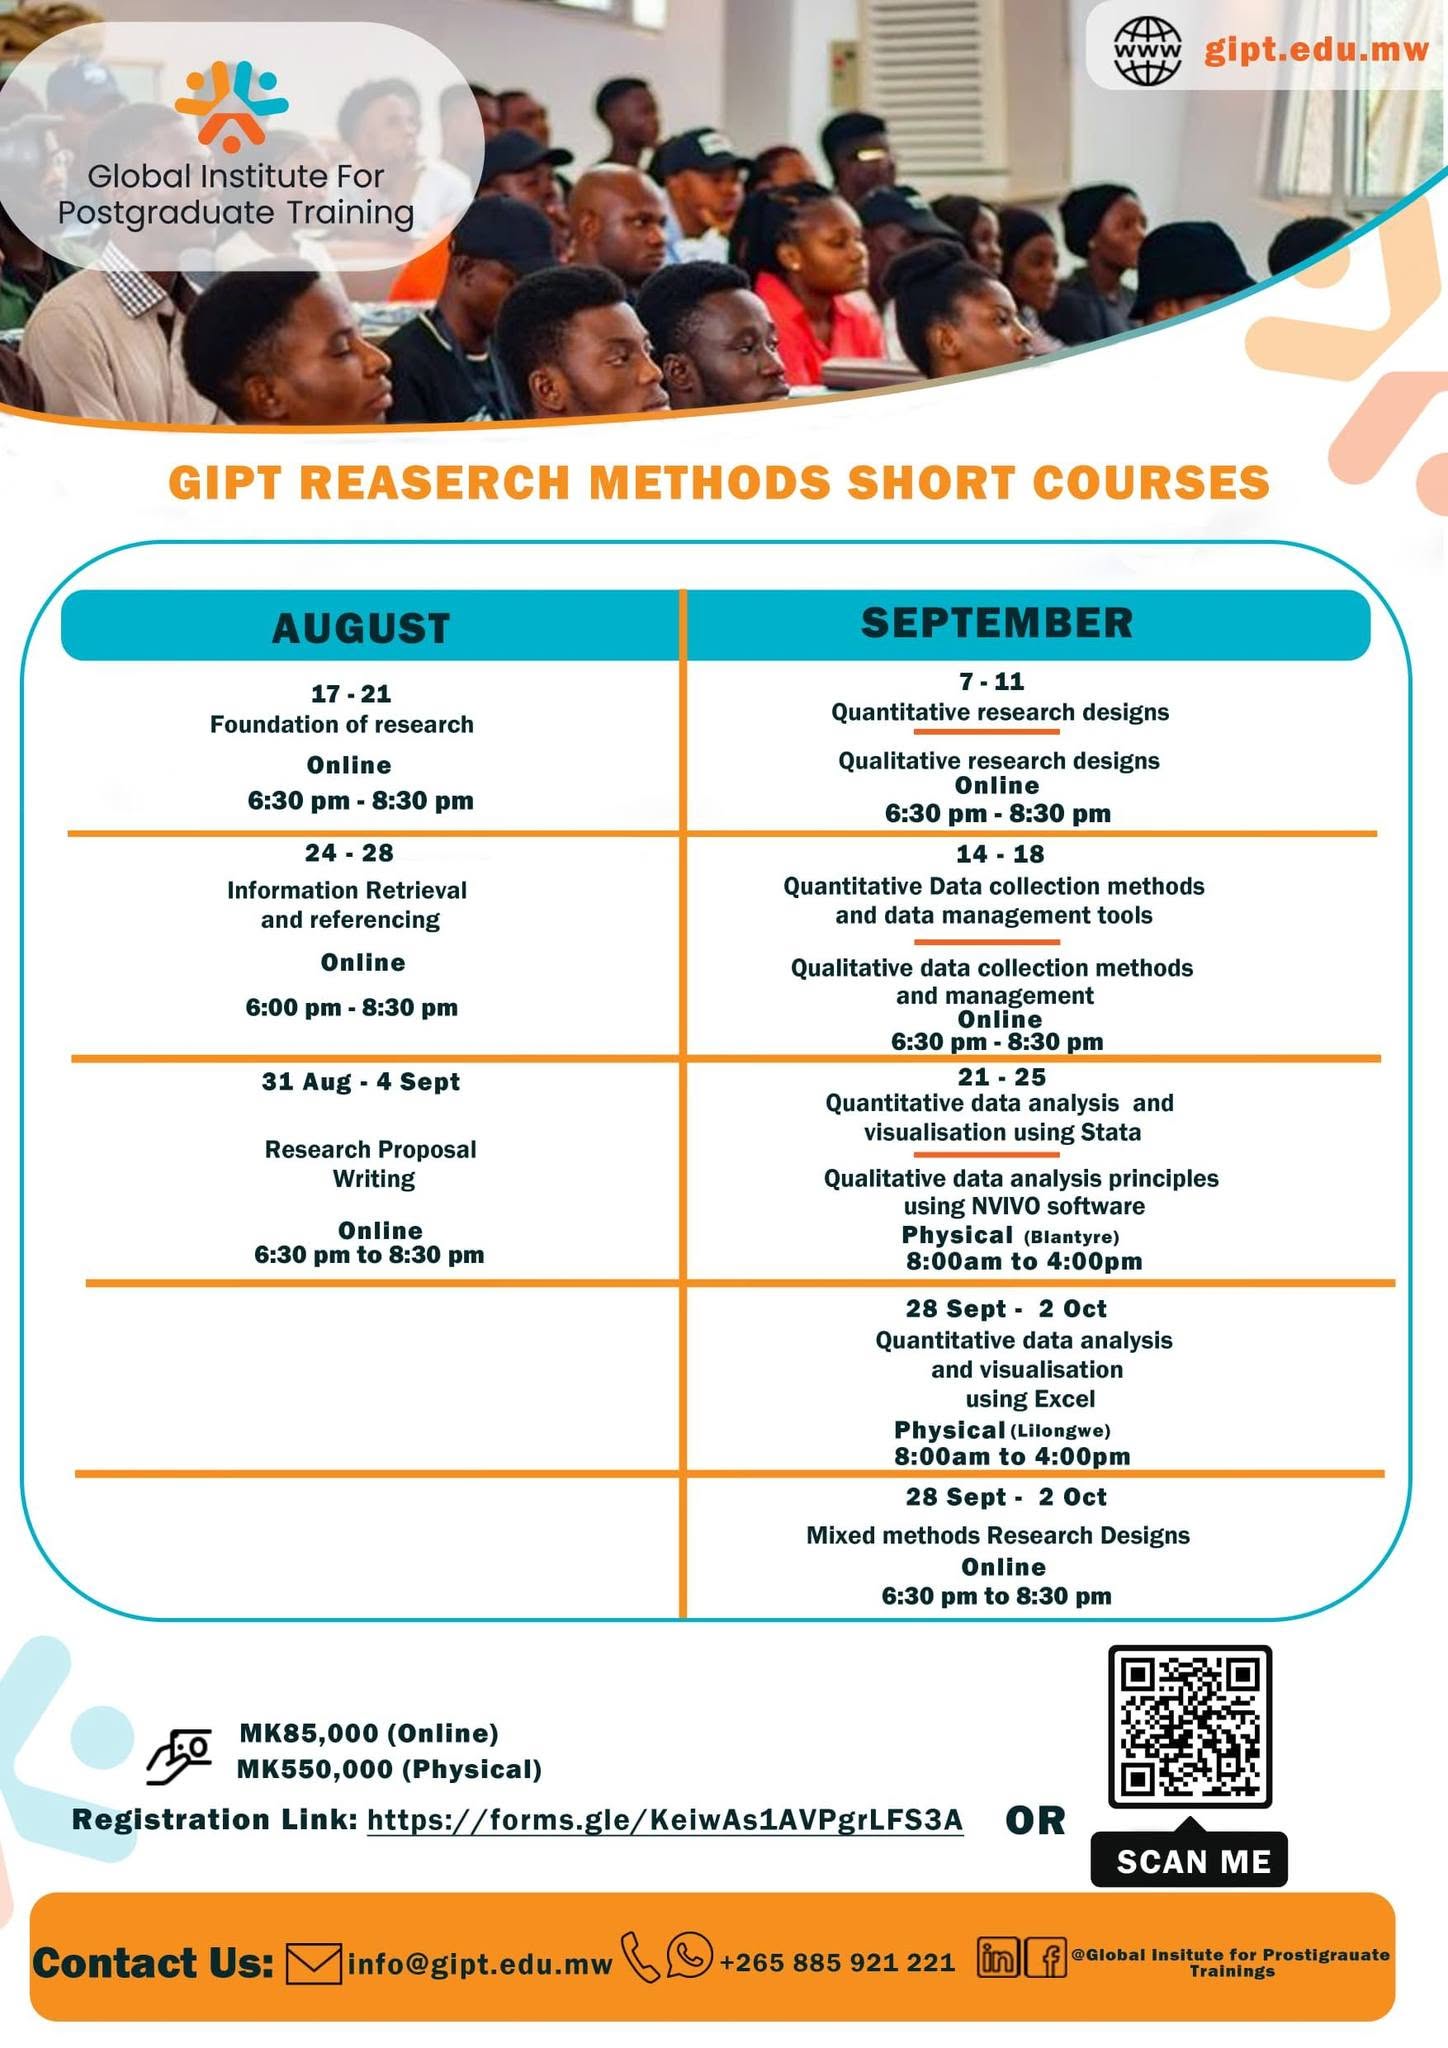 Global Institute For
Postgraduate Training
www
gipt.edu.mw
GIPT REASERCH METHODS SHORT COURSES
AUGUST
17 - 21
Foundation of research
Online
6:30 pm - 8:30 pm
24 - 28
Information Retrieval
and referencing
Online
6:00 pm - 8:30 pm
31 Aug - 4 Sept
Research Proposal
Writing
Online
6:30 pm to 8:30 pm
SEPTEMBER
7 - 11
Quantitative research designs
Qualitative research designs
Online
6:30 pm - 8:30 pm
14 - 18
Quantitative Data collection methods
and data management tools
Qualitative data collection methods
and management
Online
6:30 pm - 8:30 pm
21 - 25
Quantitative data analysis and
visualisation using Stata
Qualitative data analysis principles
using NVIVO software
Physical (Blantyre)
8:00am to 4:00pm
28 Sept - 2 Oct
Quantitative data analysis
and visualisation
using Excel
Physical (Lilongwe)
8:00am to 4:00pm
28 Sept - 2 Oct
Mixed methods Research Designs
Online
6:30 pm to 8:30 pm
MK85,000 (Online)
MK550,000 (Physical)
Registration Link: https://forms.gle/KeiwAs1AVPgrLFS3A OR
SCAN ME
Contact Us: info@gipt.edu.mw +265 885 921 221 in f @Global Insitute for Prostigrauate
Trainings